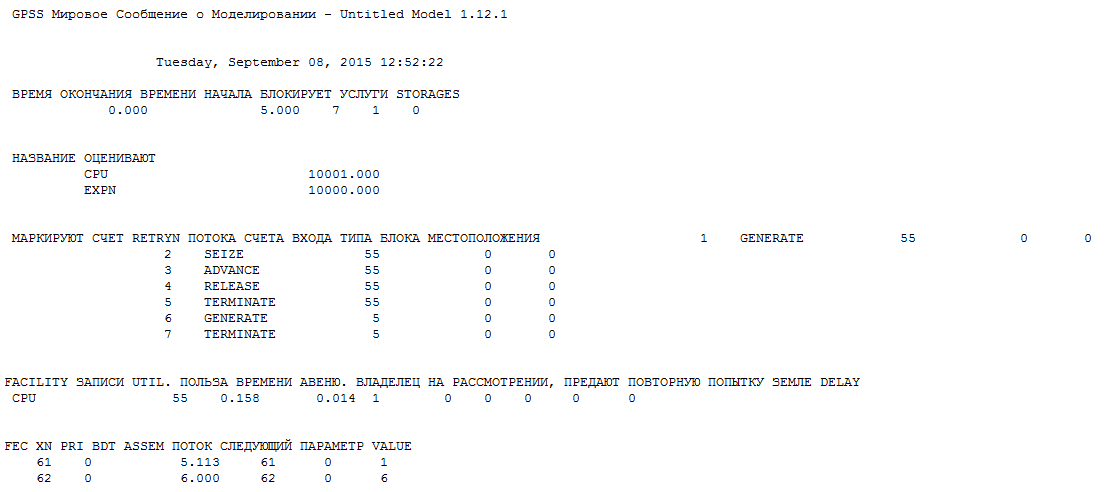 GPSS Мировое Сообщение о Моделировании - Untitled Model 1.12.1
Tuesday, September 08, 2015 12:52:22
ВРЕМЯ ОКОНЧАНИЯ ВРЕМЕНИ НАЧАЛА БЛОКИРУЕТ УСЛУГИ STORAGES
0.000 5.000 7 1 0
НАЗВАНИЕ ОЦЕНИВАЮТ
CPU 10001.000
EXPN 10000.000
МАРКИРУЮТ СЧЕТ RETRYN ПОТОКА СЧЕТА ВХОДА ТИПА БЛОКА МЕСТОПОЛОЖЕНИЯ 1 GENERATE 55 0 0
2 SEIZE 55 0 0
3 ADVANCE 55 0 0
4 RELEASE 55 0 0
5 TERMINATE 55 0 0
6 GENERATE 5 0 0
7 TERMINATE 5 0 0
FACILITY ЗАПИСИ UTIL. ПОЛЬЗА ВРЕМЕНИ АВЕНЮ. ВЛАДЕЛЕЦ НА РАССМОТРЕНИИ, ПРЕДАЮТ ПОВТОРНУЮ ПОПЫТКУ ЗЕМЛЕ DELAY
CPU 55 0.158 0.014 1 0 0 0 0 0
FEC XN PRI BDT ASSEM ПОТОК СЛЕДУЮЩИЙ ПАРАМЕТР VALUE
61 0 5.113 61 0 1
62 0 6.000 62 0 6